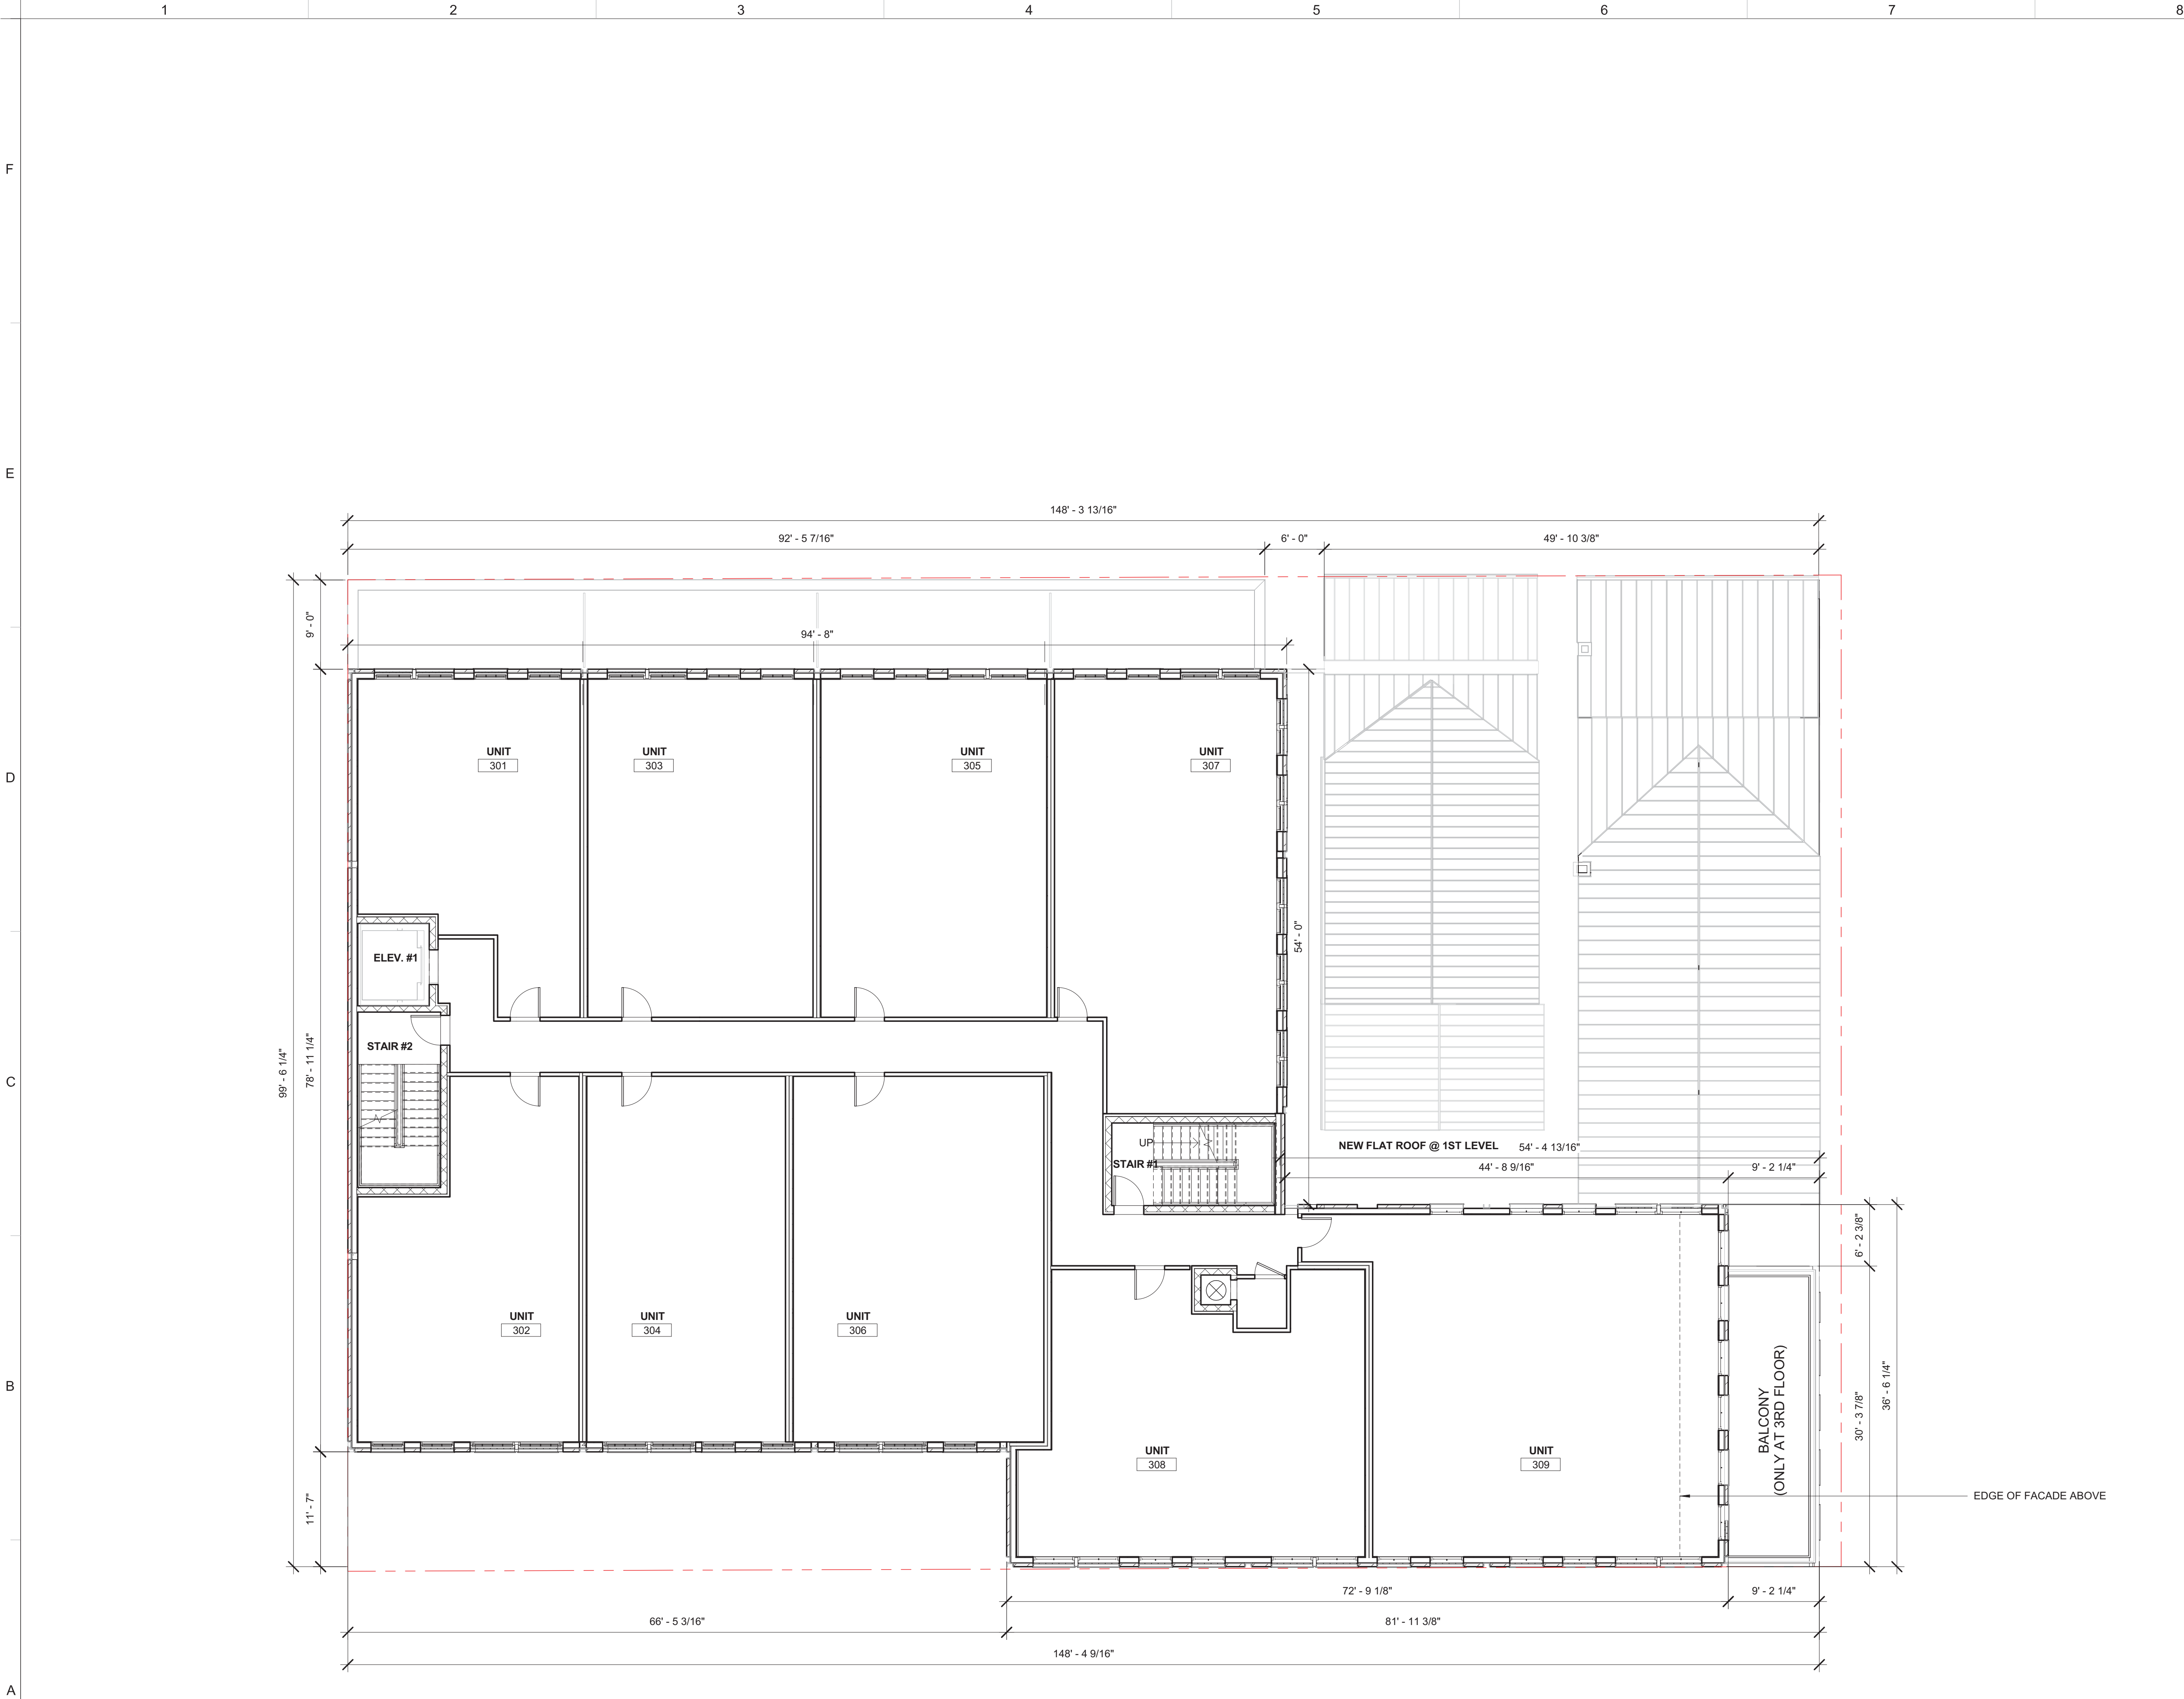 1 2 3 4 5 6 7 8
F
E
148' - 3 13/16"
92' - 5 7/16" 6' - 0" 49' - 10 3/8"
9' - 0"
94' - 8"
UNIT UNIT UNIT UNIT
301 303 305 307
D
54' - 0"
ELEV. #1
STAIR #2
99' - 6 1/4"
78' - 11 1/4"
C
UP
STAIR #1
NEW FLAT ROOF @ 1ST LEVEL 54' - 4 13/16"
44' - 8 9/16" 9' - 2 1/4"
6' - 2 3/8"
UNIT UNIT UNIT
302 304 306
B
BALCONY
(ONLY AT 3RD FLOOR)
30' - 3 7/8"
36' - 6 1/4"
UNIT UNIT
308 309
EDGE OF FACADE ABOVE
11' - 7"
72' - 9 1/8" 9' - 2 1/4"
66' - 5 3/16" 81' - 11 3/8"
148' - 4 9/16"
A